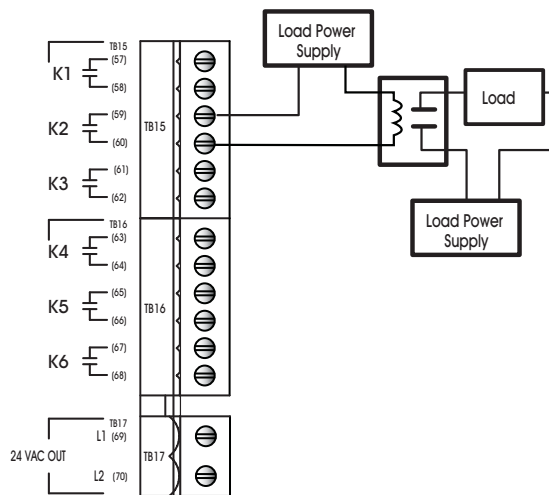 TB15
K1
(57)
(58)
K2
(59)
(60)
K3
(61)
(62)
TB15
TB16
K4
(63)
(64)
K5
(65)
(66)
K6
(67)
(68)
TB16
TB17
24 VAC OUT
L1 (69)
L2 (70)
TB17
Load Power
Supply
Load
Load Power
Supply